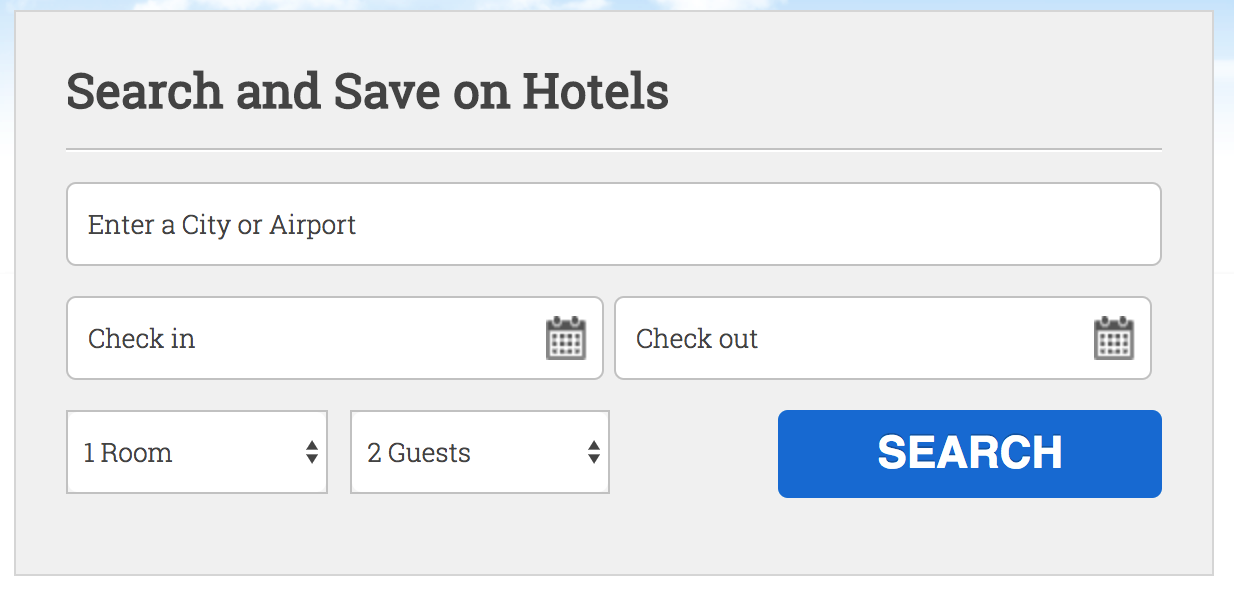 Search and Save on Hotels
Enter a City or Airport
Check in
Check out
1 Room
2 Guests
SEARCH